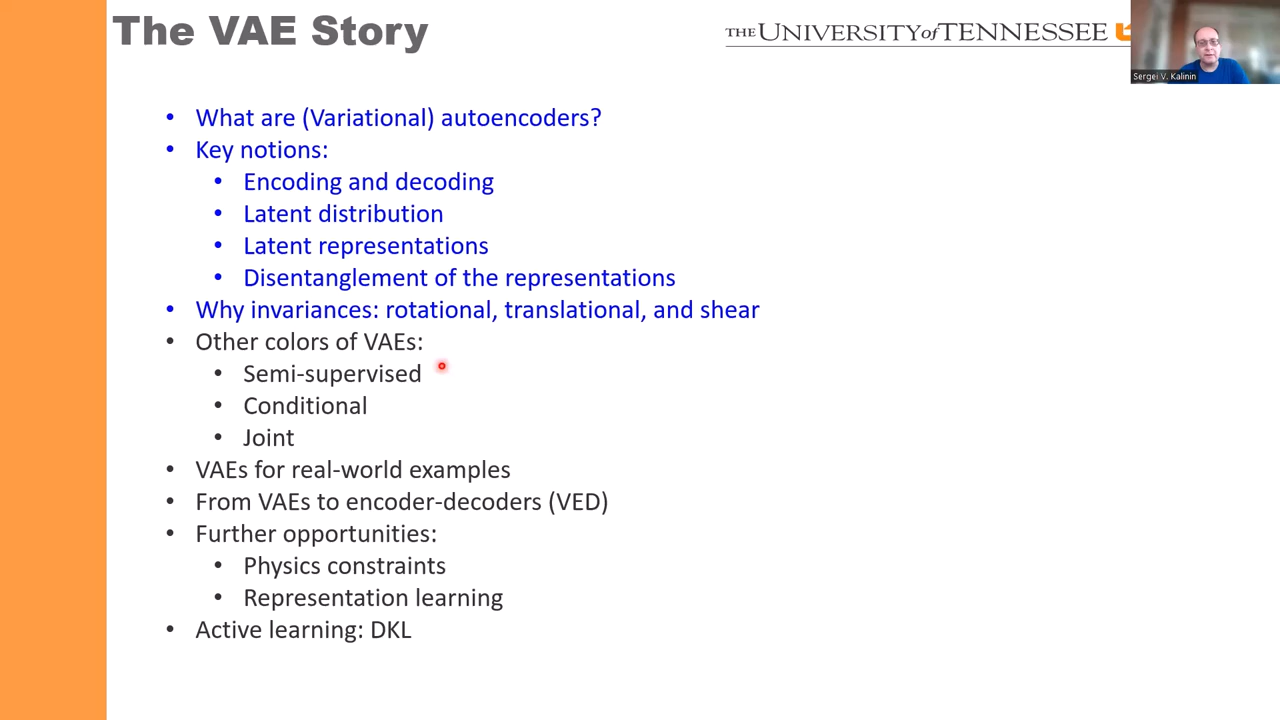 The VAE Story
THE UNIVERSITY of TENNESSEE
Sergei V. Kalinin
• What are (Variational) autoencoders?
• Key notions:
• Encoding and decoding
• Latent distribution
• Latent representations
• Disentanglement of the representations
• Why invariances: rotational, translational, and shear
• Other colors of VAEs:
• Semi-supervised
• Conditional
• Joint
• VAEs for real-world examples
• From VAEs to encoder-decoders (VED)
• Further opportunities:
• Physics constraints
• Representation learning
• Active learning: DKL